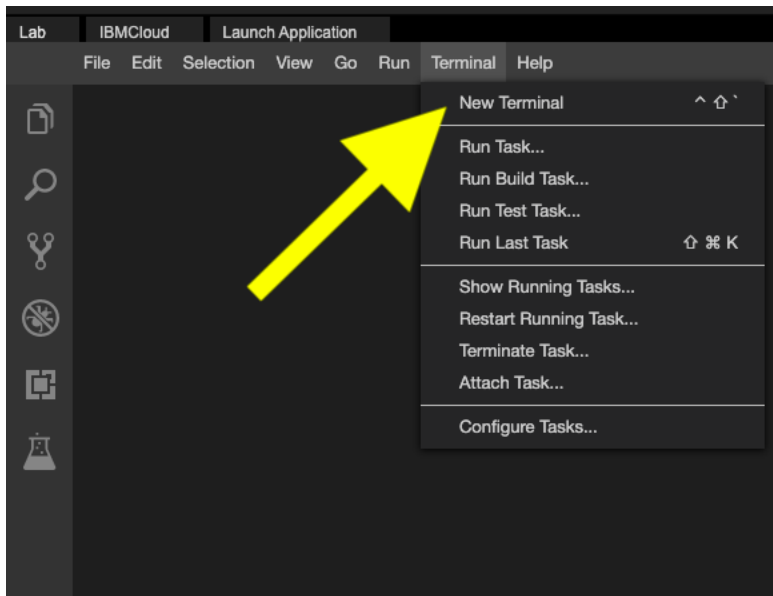 Lab IBMCloud Launch Application
File Edit Selection View Go Run Terminal Help
New Terminal ^ ⇧ `
Run Task...
Run Build Task...
Run Test Task...
Run Last Task ⇧ ⌘ K
Show Running Tasks...
Restart Running Task...
Terminate Task...
Attach Task...
Configure Tasks...